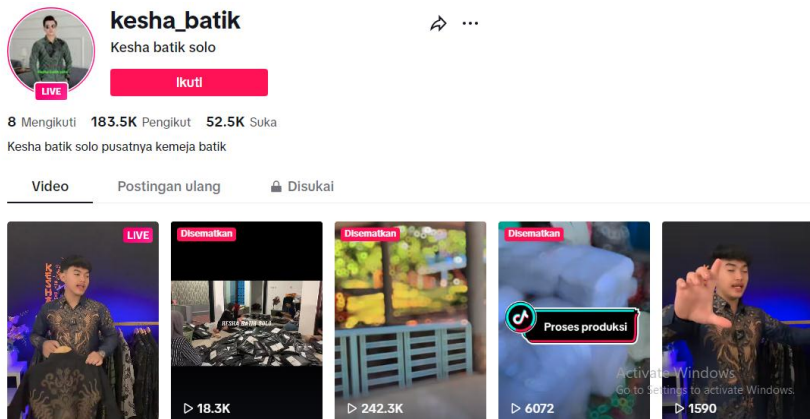 kesha_batik
Kesha batik solo
Ikuti
LIVE
8 Mengikuti 183.5K Pengikut 52.5K Suka
Kesha batik solo pusatnya kemeja batik
Video Postingan ulang Disukai
LIVE
Disematkan
Disematkan
Disematkan
KESHA BATIK SOLO
Proses produksi
18.3K
242.3K
6072
1590
Activate Windows
Go to Settings to activate Windows.